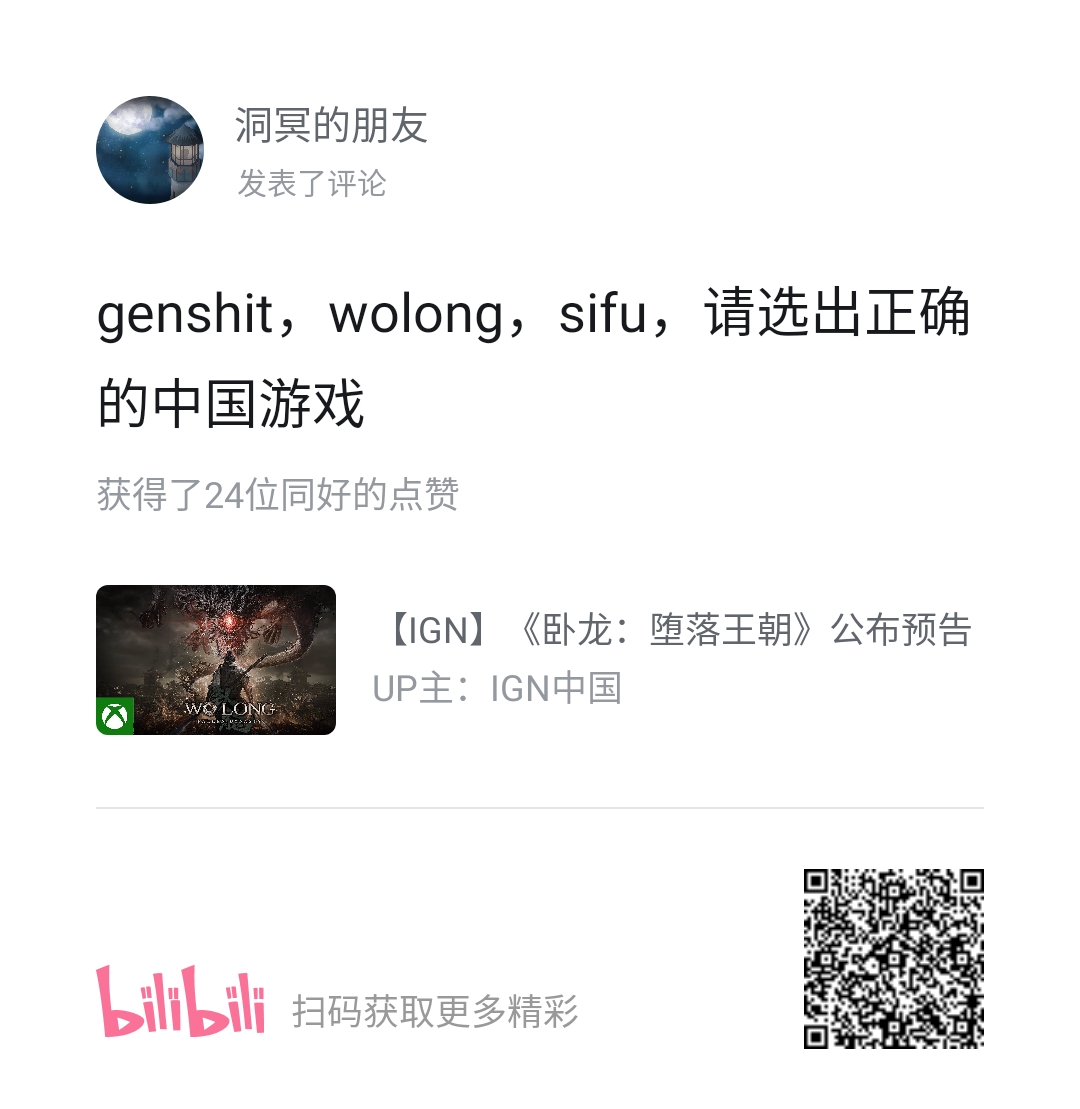 洞冥的朋友
发表了评论
genshit，wolong，sifu，请选出正确
的中国游戏
获得了24位同好的点赞
【IGN】《卧龙：堕落王朝》公布预告
UP主：IGN中国
WO LONG
FALLEN DYNASTY
bilibili
扫码获取更多精彩